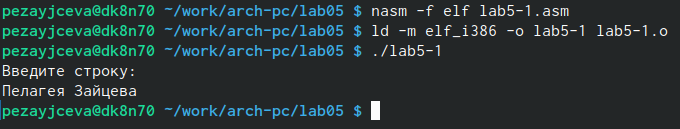 pezayjceva@dk8n70 ~/work/arch-pc/lab05 $ nasm -f elf lab5-1.asm
pezayjceva@dk8n70 ~/work/arch-pc/lab05 $ ld -m elf_i386 -o lab5-1 lab5-1.o
pezayjceva@dk8n70 ~/work/arch-pc/lab05 $ ./lab5-1
Введите строку:
Пелагея Зайцева
pezayjceva@dk8n70 ~/work/arch-pc/lab05 $